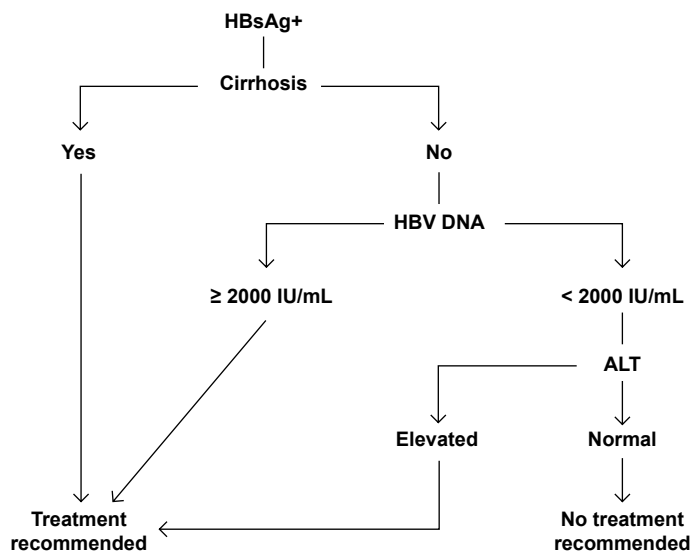 HBsAg+
Cirrhosis
Yes
No
HBV DNA
≥ 2000 IU/mL
< 2000 IU/mL
ALT
Elevated
Normal
Treatment
recommended
No treatment
recommended